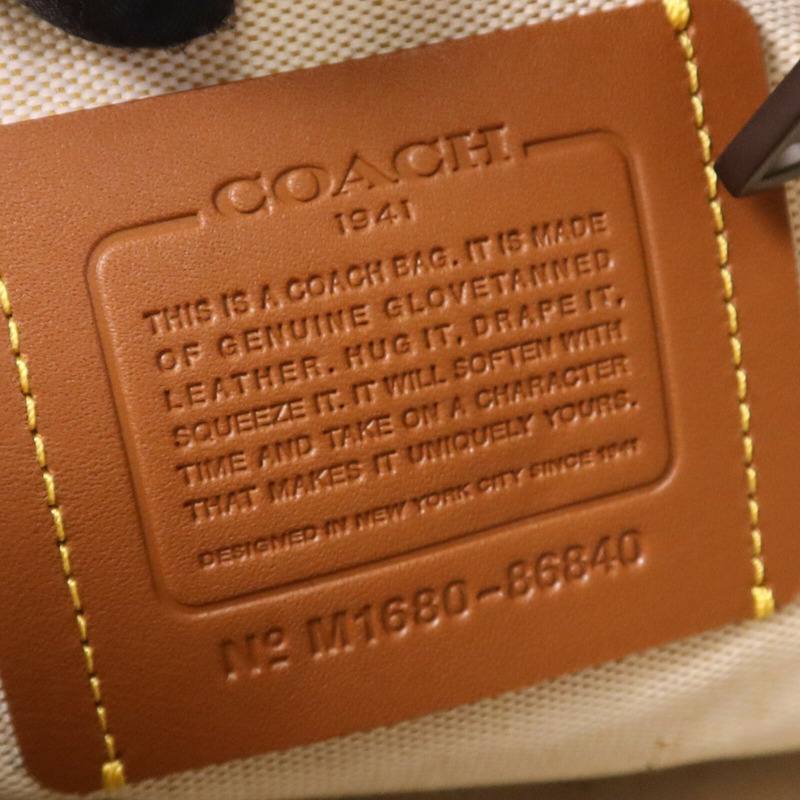 COACH
1941
THIS IS A COACH BAG. IT IS MADE
OF GENUINE GLOVETANNED
LEATHER. HUG IT, DRAPE IT,
SQUEEZE IT. IT WILL SOFTEN WITH
TIME AND TAKE ON A CHARACTER
THAT MAKES IT UNIQUELY YOURS.
DESIGNED IN NEW YORK CITY SINCE 1941
Nº M1680-86840